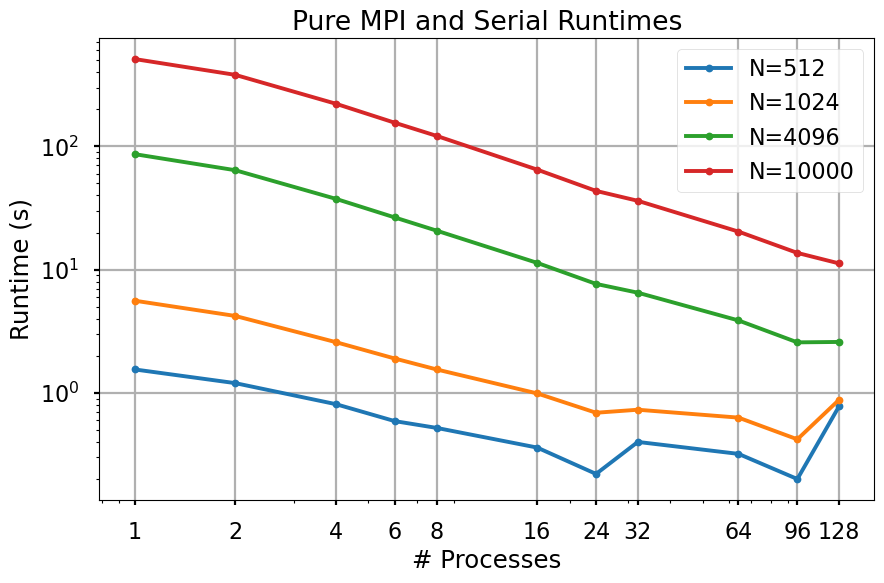 Pure MPI and Serial Runtimes
N=512
N=1024
N=4096
N=10000
Runtime (s)
10²
10¹
10⁰
1 2 4 6 8 16 24 32 64 96 128
# Processes